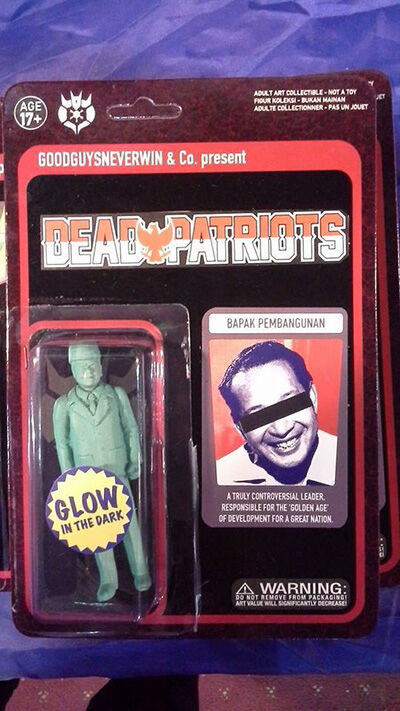 AGE
17+
ADULT ART COLLECTIBLE - NOT A TOY
FIGUR KOLEKSI - BUKAN MAINAN
ADULTE COLLECTIONNER - PAS UN JOUET
ET
GOODGUYSNEVERWIN & Co. present
DEAD PATRIOTS
BAPAK PEMBANGUNAN
A TRULY CONTROVERSIAL LEADER,
RESPONSIBLE FOR THE 'GOLDEN AGE'
OF DEVELOPMENT FOR A GREAT NATION.
GLOW
IN THE DARK
WARNING:
DO NOT REMOVE FROM PACKAGING!
ART VALUE WILL SIGNIFICANTLY DECREASE!